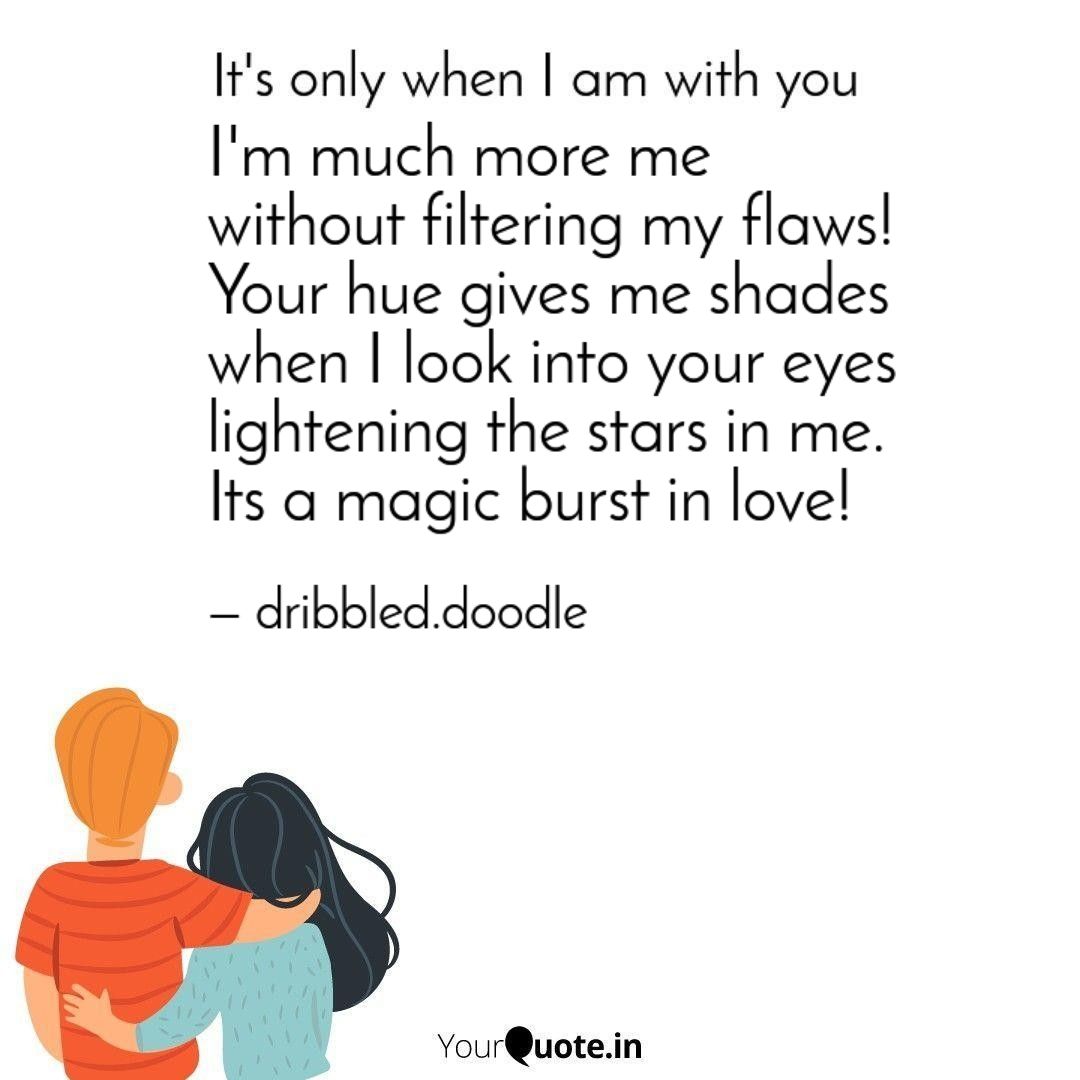 It's only when I am with you
I'm much more me
without filtering my flaws!
Your hue gives me shades
when I look into your eyes
lightening the stars in me.
Its a magic burst in love!
– dribbled.doodle
YourQuote.in